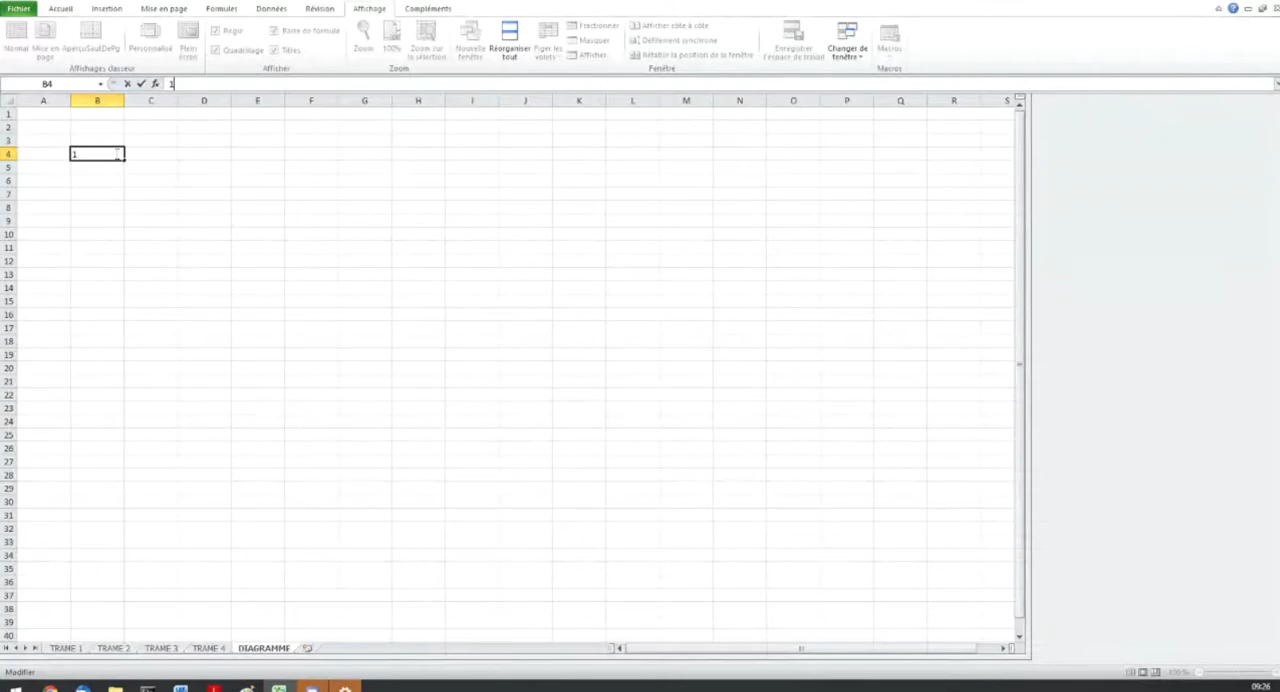 Fichier Accueil Insertion Mise en page Formules Données Révision Affichage Compléments
Normal Mise en page AperçuSautDePg Personnalisé Plein écran
Règle Barre de formule
Quadrillage Titres
Zoom 100% Zoom sur la sélection
Nouvelle fenêtre Réorganiser tout Figer les volets
Fractionner
Masquer
Afficher
Afficher côte à côte
Défilement synchrone
Rétablir la position de la fenêtre
Enregistrer l'espace de travail Changer de fenêtre Macros
Affichages classeur Afficher Zoom Fenêtre Macros
B4 fx 1
A B C D E F G H I J K L M N O P Q R S
1
2
3
4 1
5
6
7
8
9
10
11
12
13
14
15
16
17
18
19
20
21
22
23
24
25
26
27
28
29
30
31
32
33
34
35
36
37
38
39
40
TRAME 1 TRAME 2 TRAME 3 TRAME 4 DIAGRAMME
Modifier 100 %
09:26